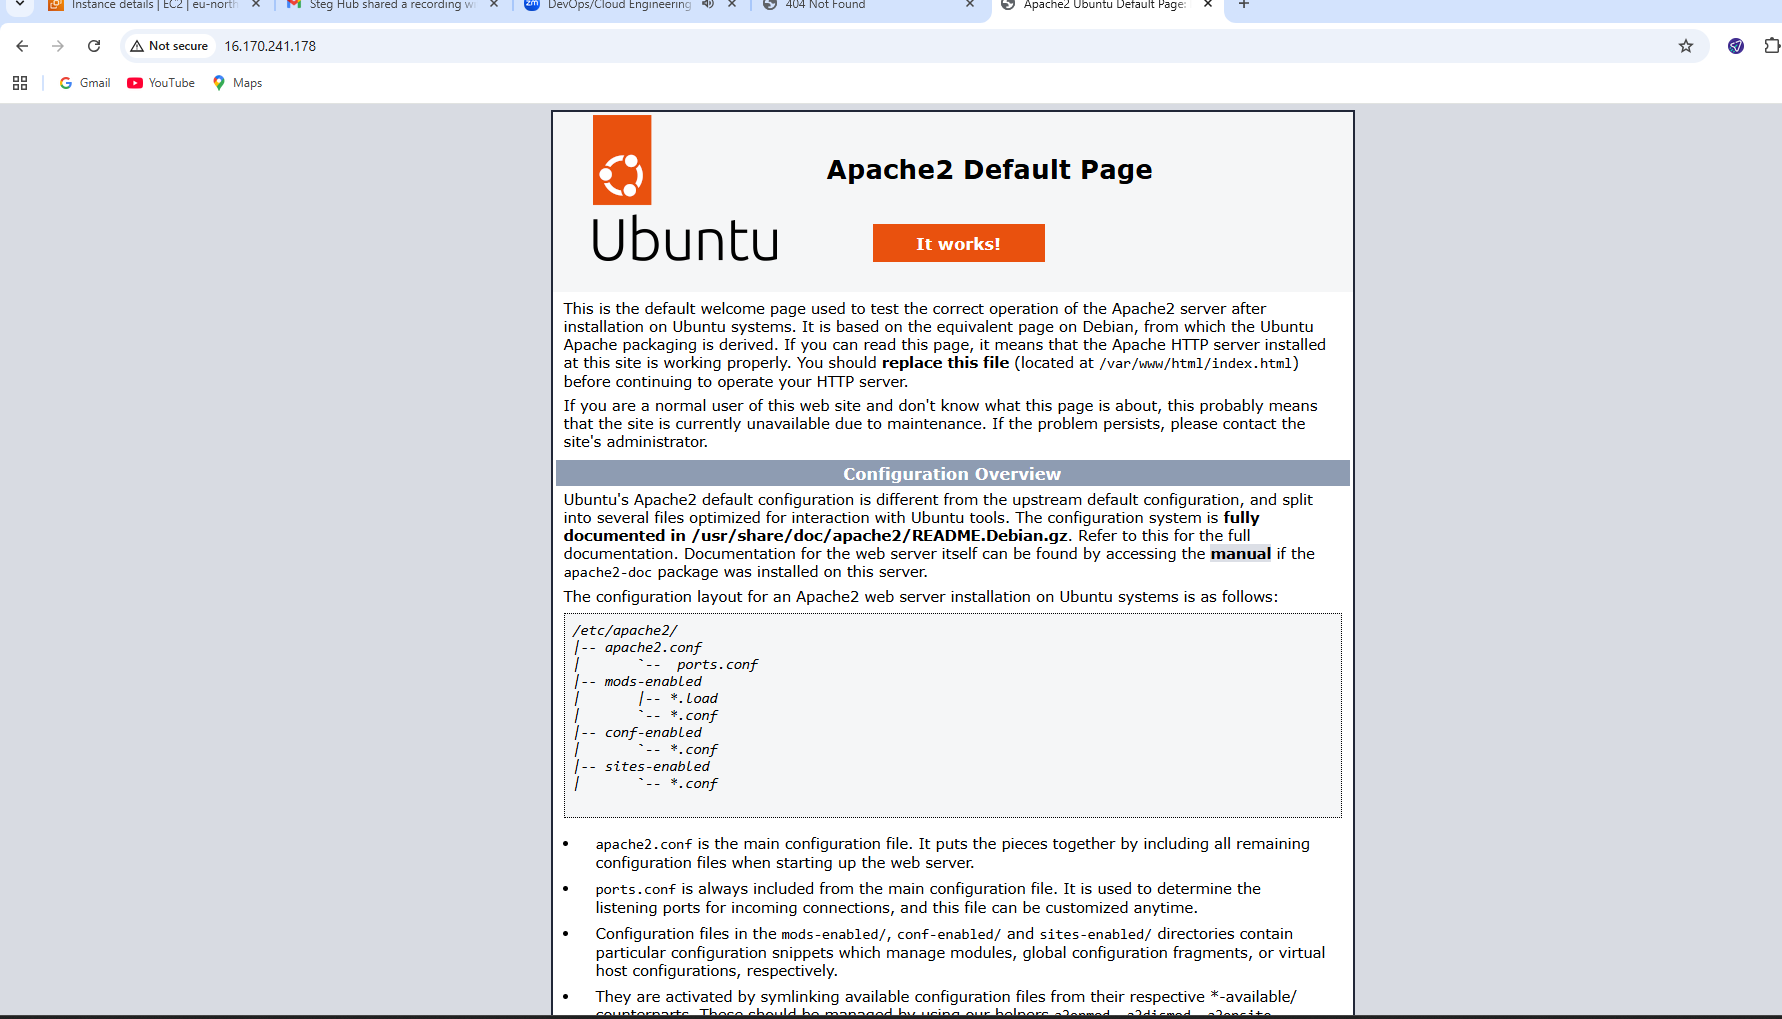 Instance details | EC2 | eu-north
Steg Hub shared a recording w
zm DevOps/Cloud Engineering
404 Not Found
Apache2 Ubuntu Default Page:
Not secure 16.170.241.178
Gmail YouTube Maps
Ubuntu
Apache2 Default Page
It works!
This is the default welcome page used to test the correct operation of the Apache2 server after
installation on Ubuntu systems. It is based on the equivalent page on Debian, from which the Ubuntu
Apache packaging is derived. If you can read this page, it means that the Apache HTTP server installed
at this site is working properly. You should replace this file (located at /var/www/html/index.html)
before continuing to operate your HTTP server.
If you are a normal user of this web site and don't know what this page is about, this probably means
that the site is currently unavailable due to maintenance. If the problem persists, please contact the
site's administrator.
Configuration Overview
Ubuntu's Apache2 default configuration is different from the upstream default configuration, and split
into several files optimized for interaction with Ubuntu tools. The configuration system is fully
documented in /usr/share/doc/apache2/README.Debian.gz. Refer to this for the full
documentation. Documentation for the web server itself can be found by accessing the manual if the
apache2-doc package was installed on this server.
The configuration layout for an Apache2 web server installation on Ubuntu systems is as follows:
/etc/apache2/
|-- apache2.conf
|       `--  ports.conf
|-- mods-enabled
|       |-- *.load
|       `-- *.conf
|-- conf-enabled
|       `-- *.conf
|-- sites-enabled
|       `-- *.conf
• apache2.conf is the main configuration file. It puts the pieces together by including all remaining
configuration files when starting up the web server.
• ports.conf is always included from the main configuration file. It is used to determine the
listening ports for incoming connections, and this file can be customized anytime.
• Configuration files in the mods-enabled/, conf-enabled/ and sites-enabled/ directories contain
particular configuration snippets which manage modules, global configuration fragments, or virtual
host configurations, respectively.
• They are activated by symlinking available configuration files from their respective *-available/
counterparts. These should be managed by using our helpers a2enmod, a2dismod, a2ensite,